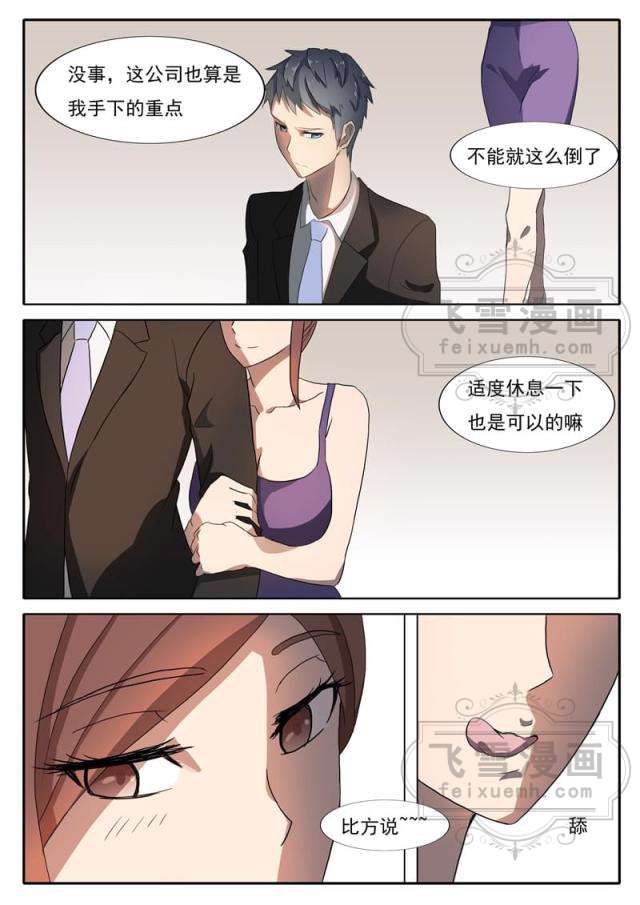 没事，这公司也算是
我手下的重点
不能就这么倒了
飞雪漫画
feixuemh.com
适度休息一下
也是可以的嘛
比方说~~~
舔
飞雪漫画
feixuemh.com